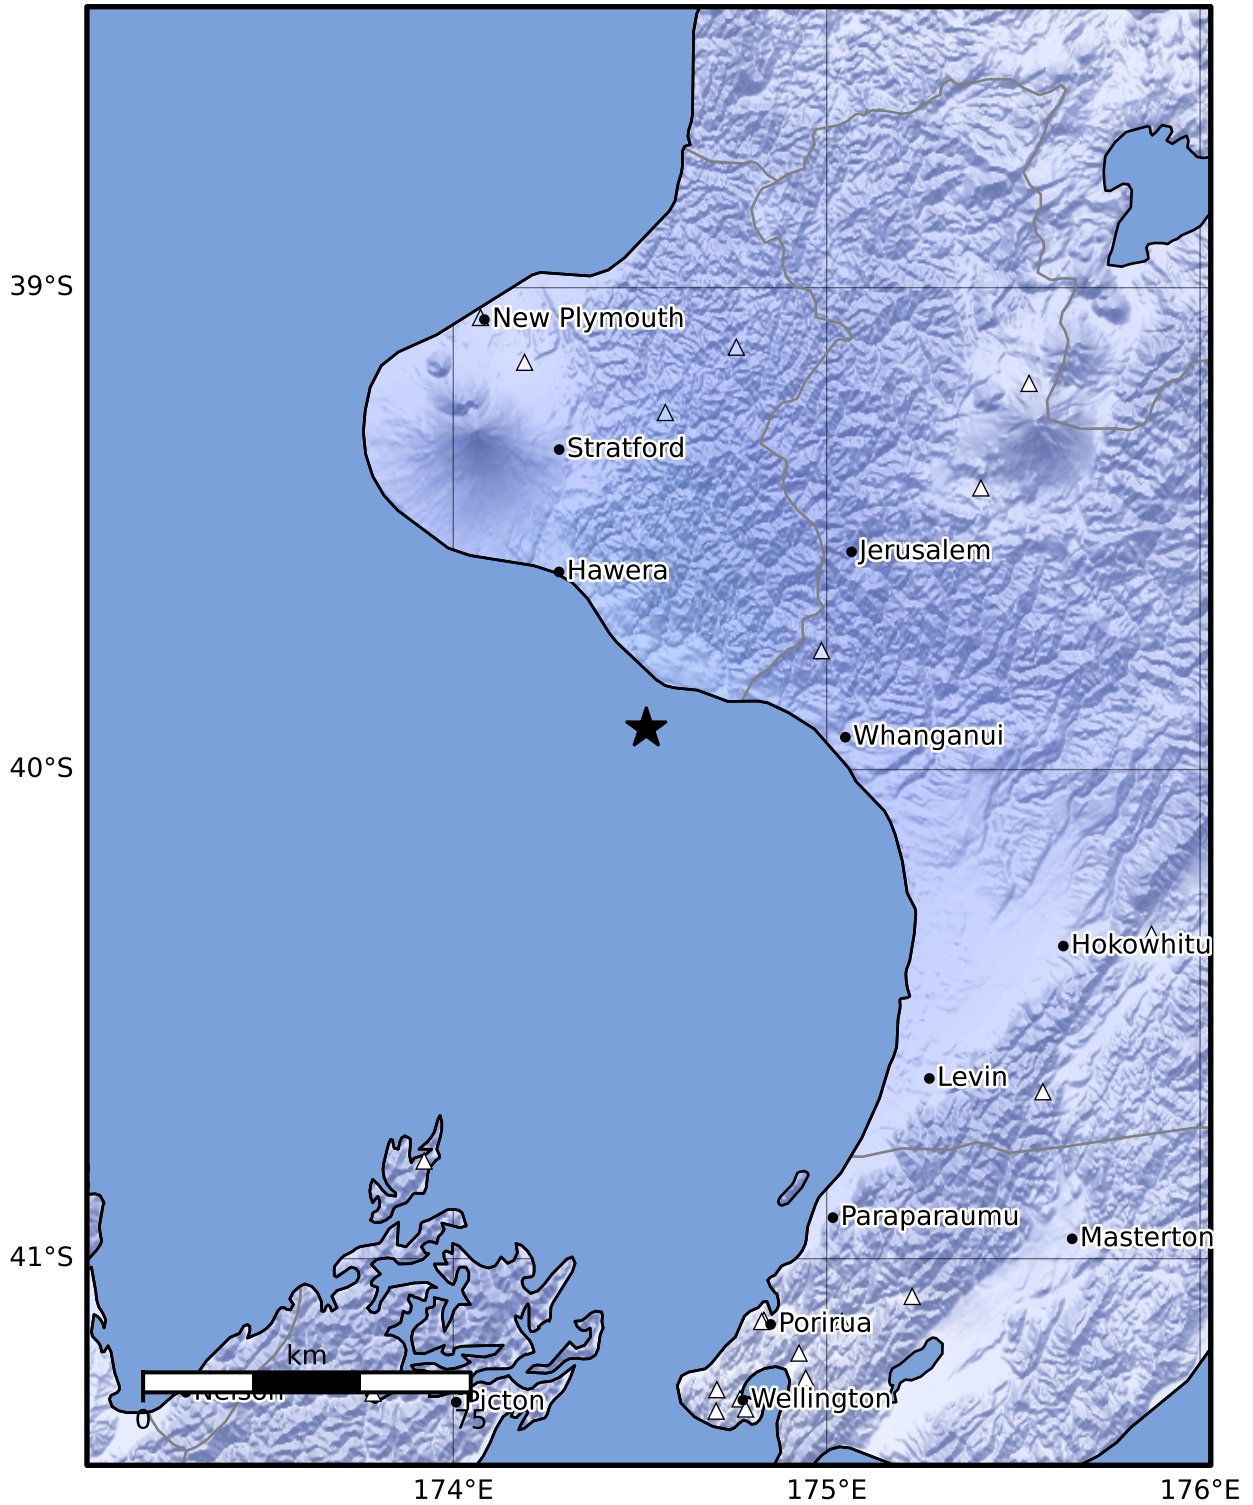 39°S
New Plymouth
Stratford
Jerusalem
Hawera
Whanganui
40°S
Hokowhitu
Levin
Paraparaumu
Masterton
41°S
Porirua
km
Nelson
Picton
Wellington
0
75
174°E
175°E
176°E